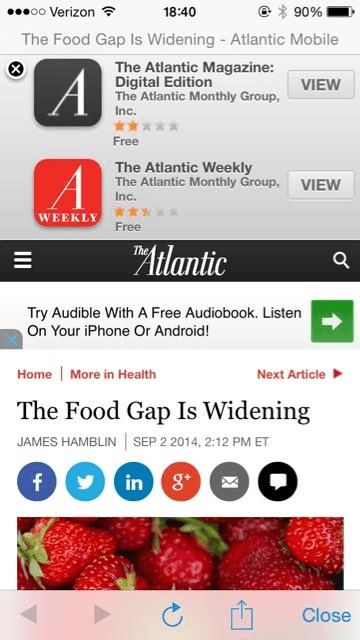 Verizon 18:40 90%
The Food Gap Is Widening - Atlantic Mobile
The Atlantic Magazine:
Digital Edition
The Atlantic Monthly Group,
Inc.
Free
VIEW
A
The Atlantic Weekly
The Atlantic Monthly Group,
Inc.
Free
VIEW
A
WEEKLY
The Atlantic
Try Audible With A Free Audiobook. Listen
On Your iPhone Or Android!
Home | More in Health Next Article
The Food Gap Is Widening
JAMES HAMBLIN | SEP 2 2014, 2:12 PM ET
f in g+
Close